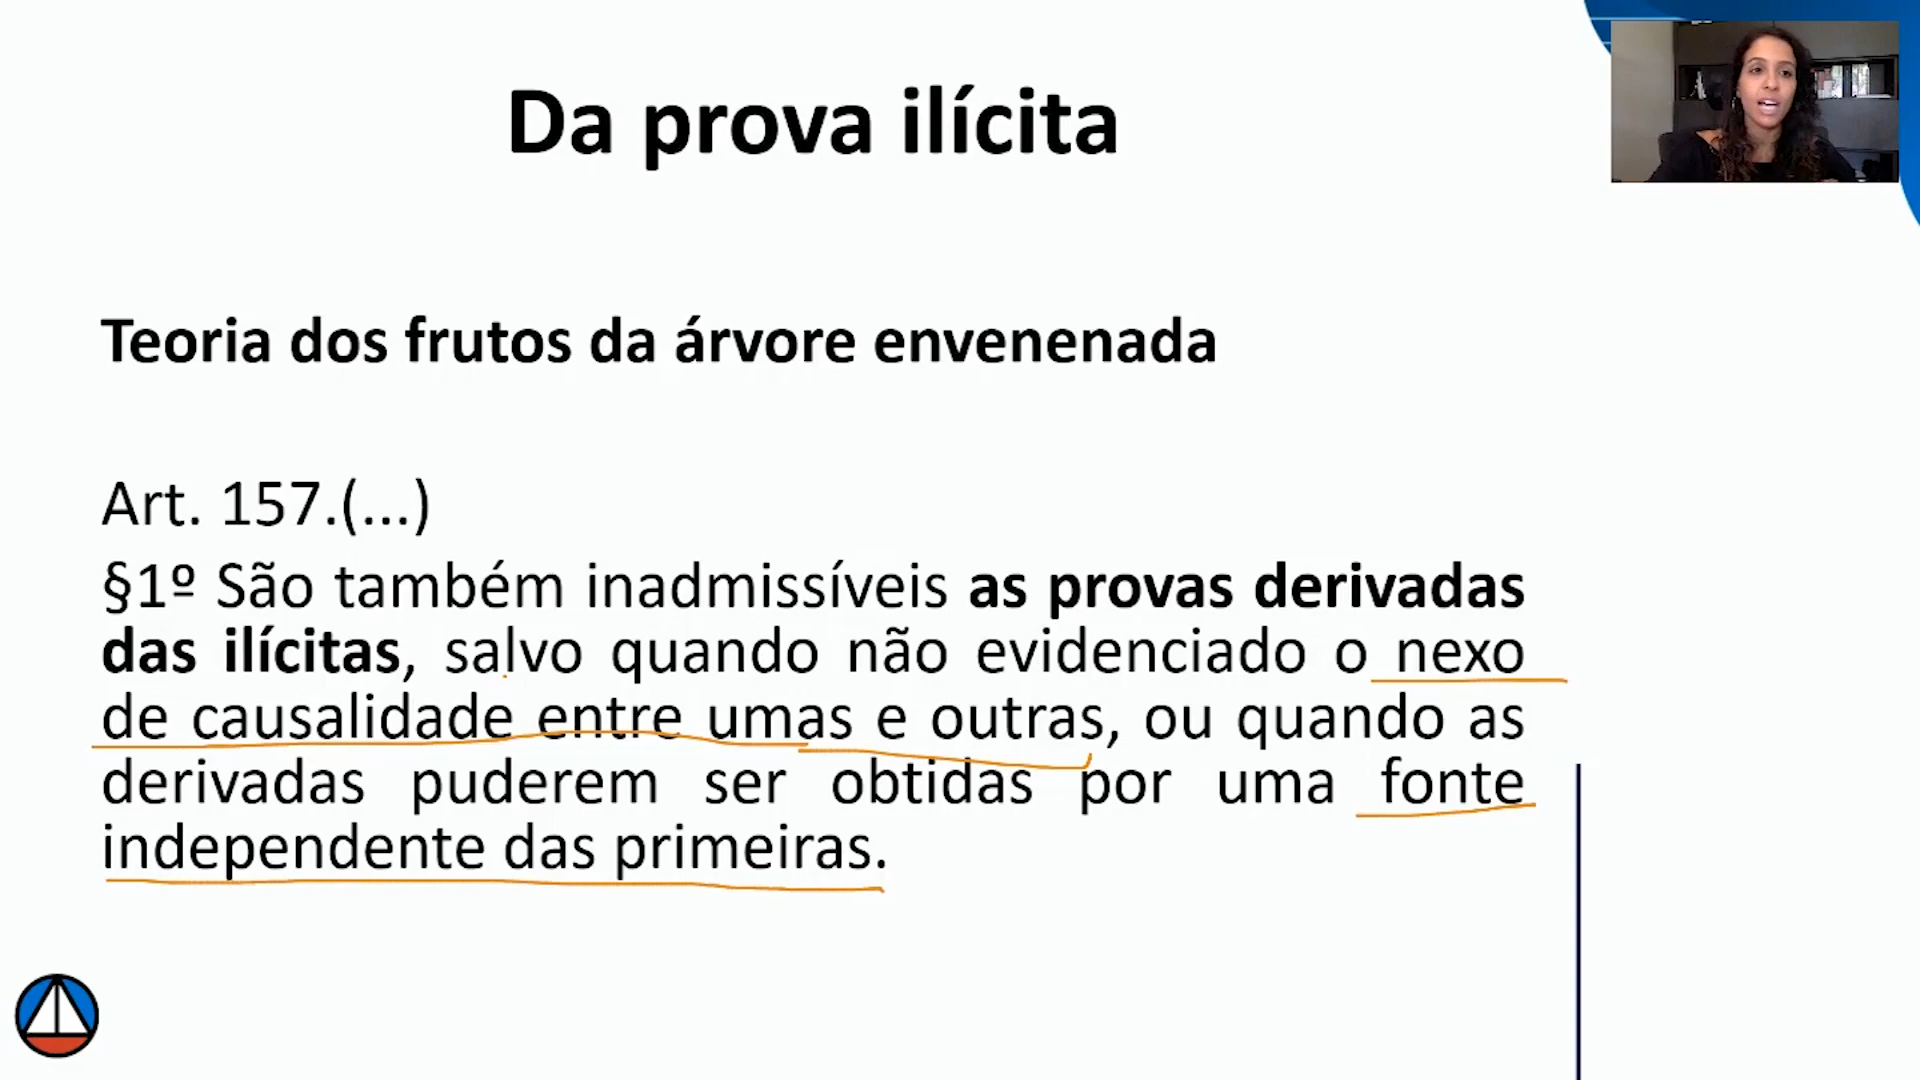 Da prova ilícita
Teoria dos frutos da árvore envenenada
Art. 157.(...)
§1º São também inadmissíveis as provas derivadas
das ilícitas, salvo quando não evidenciado o nexo
de causalidade entre umas e outras, ou quando as
derivadas puderem ser obtidas por uma fonte
independente das primeiras.